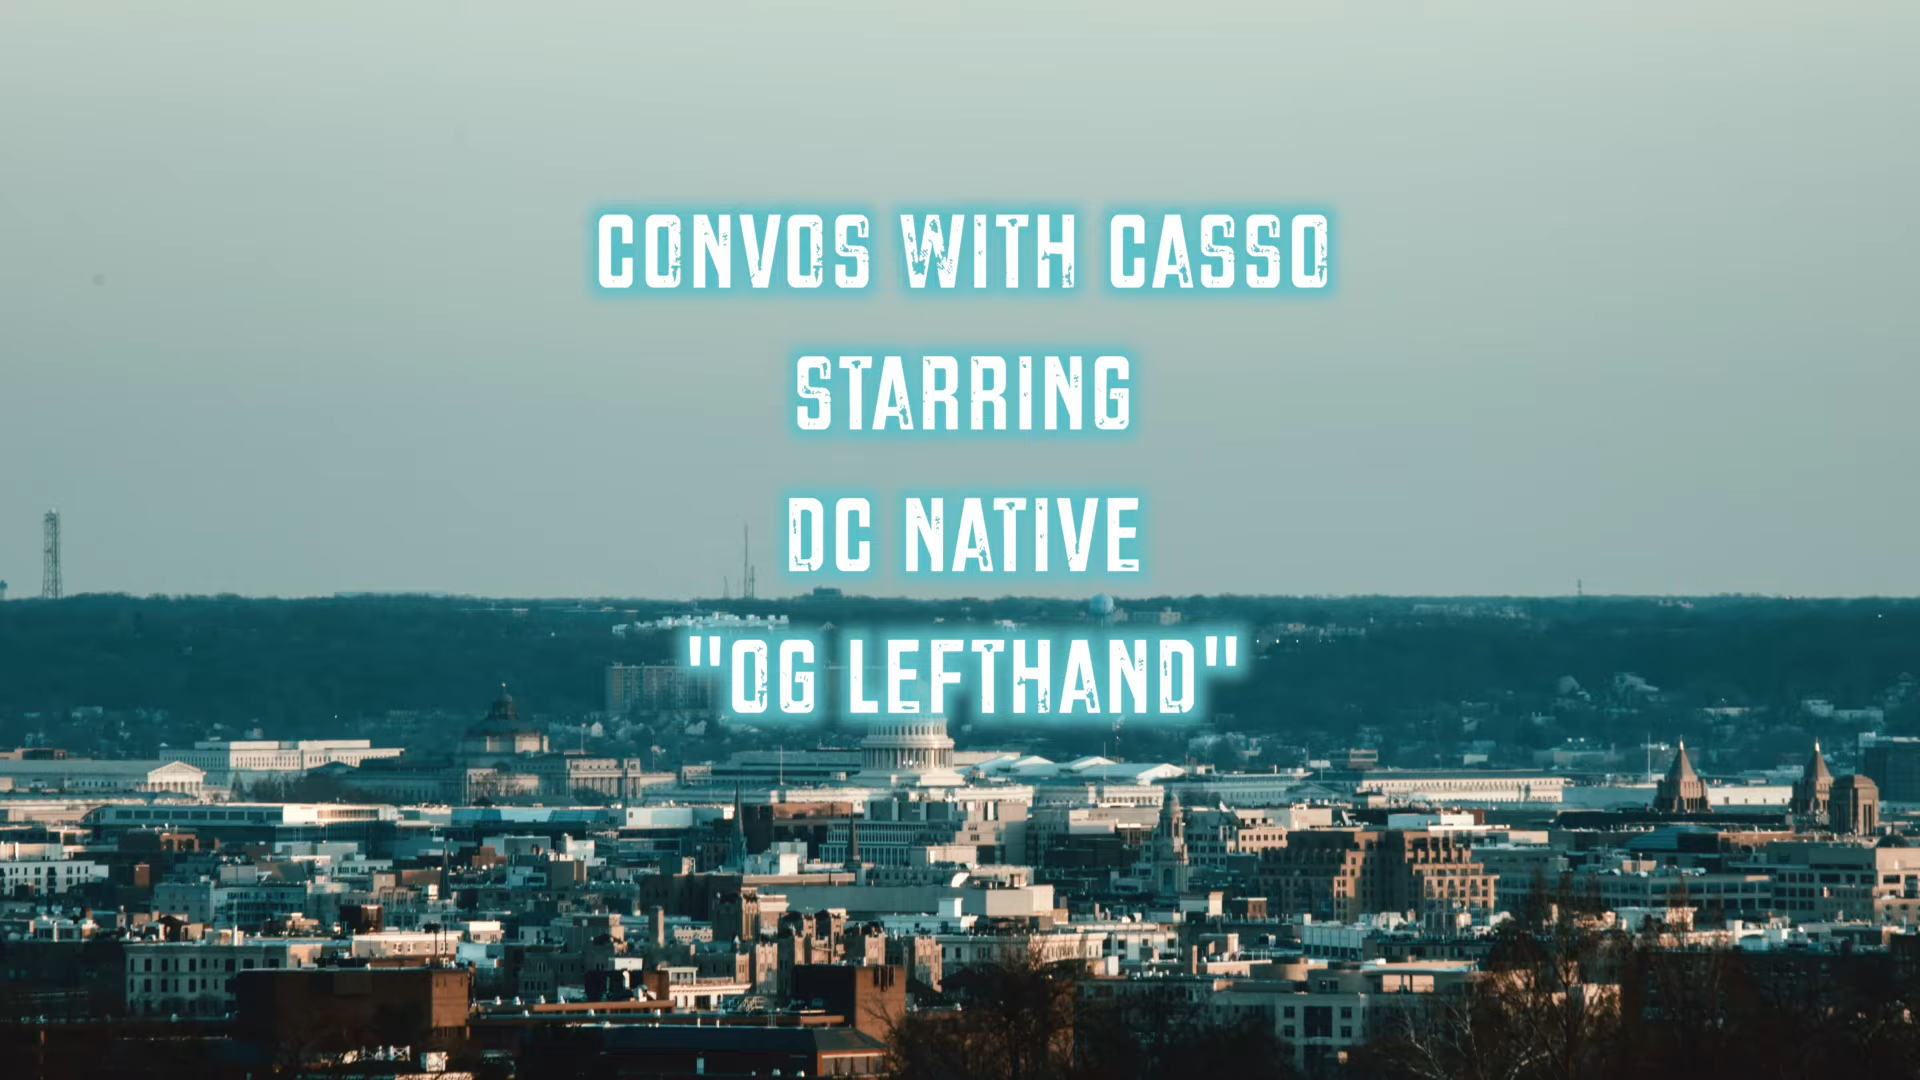 CONVOS WITH CASSO
STARRING
DC NATIVE
"OG LEFTHAND"